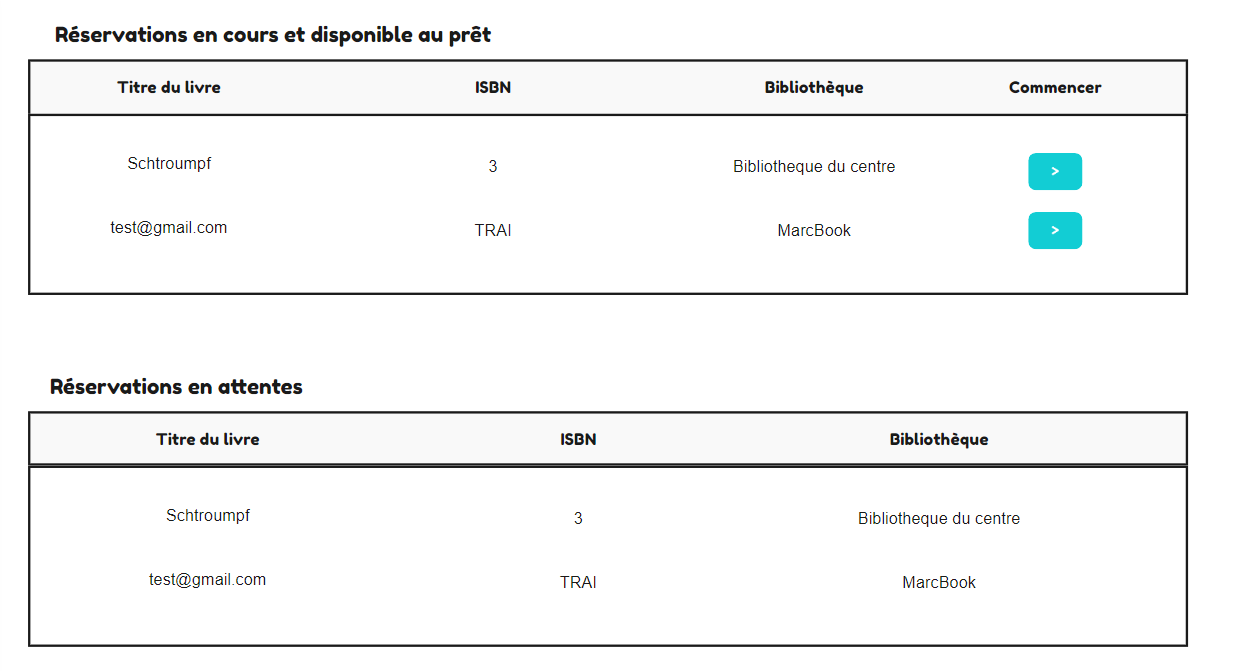 Réservations en cours et disponible au prêt
Titre du livre ISBN Bibliothèque Commencer
Schtroumpf 3 Bibliotheque du centre >
test@gmail.com TRAI MarcBook >
Réservations en attentes
Titre du livre ISBN Bibliothèque
Schtroumpf 3 Bibliotheque du centre
test@gmail.com TRAI MarcBook